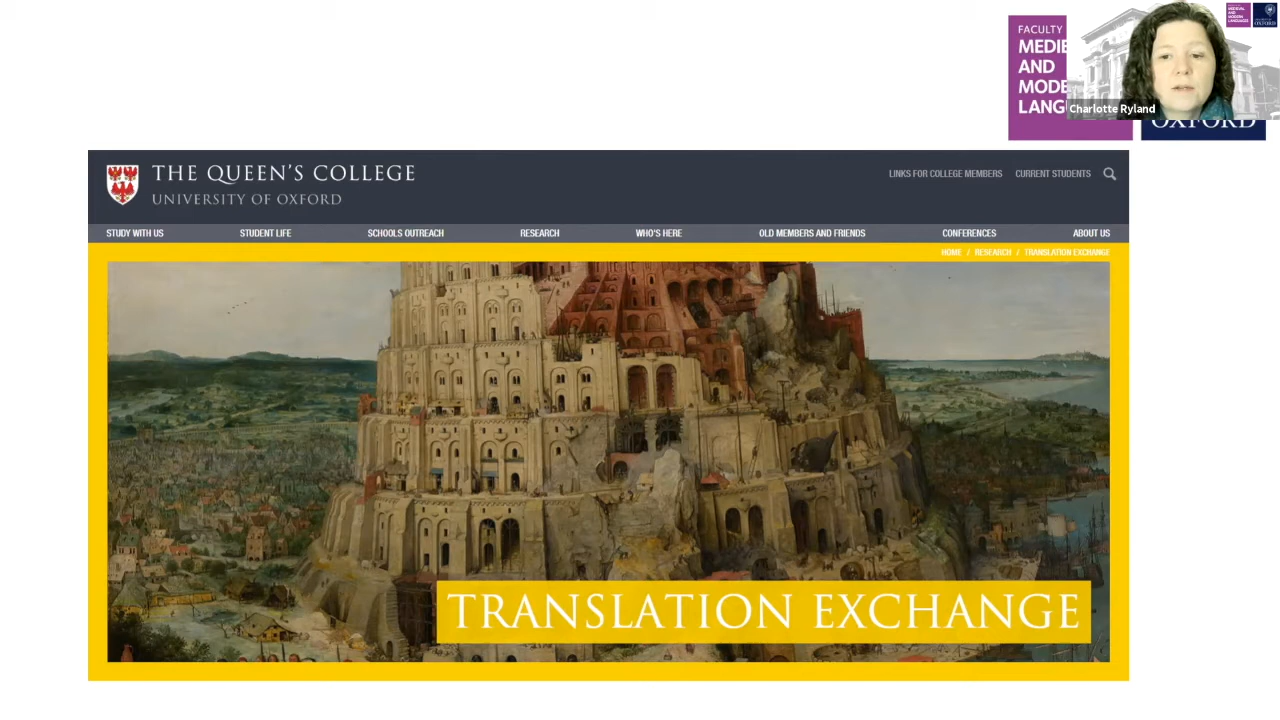 FACULTY
MEDIE
AND
MODE
LANG
Charlotte Ryland
OXFORD
THE QUEEN'S COLLEGE
UNIVERSITY OF OXFORD
LINKS FOR COLLEGE MEMBERS
CURRENT STUDENTS
STUDY WITH US
STUDENT LIFE
SCHOOLS OUTREACH
RESEARCH
WHO'S HERE
OLD MEMBERS AND FRIENDS
CONFERENCES
ABOUT US
HOME / RESEARCH / TRANSLATION EXCHANGE
TRANSLATION EXCHANGE